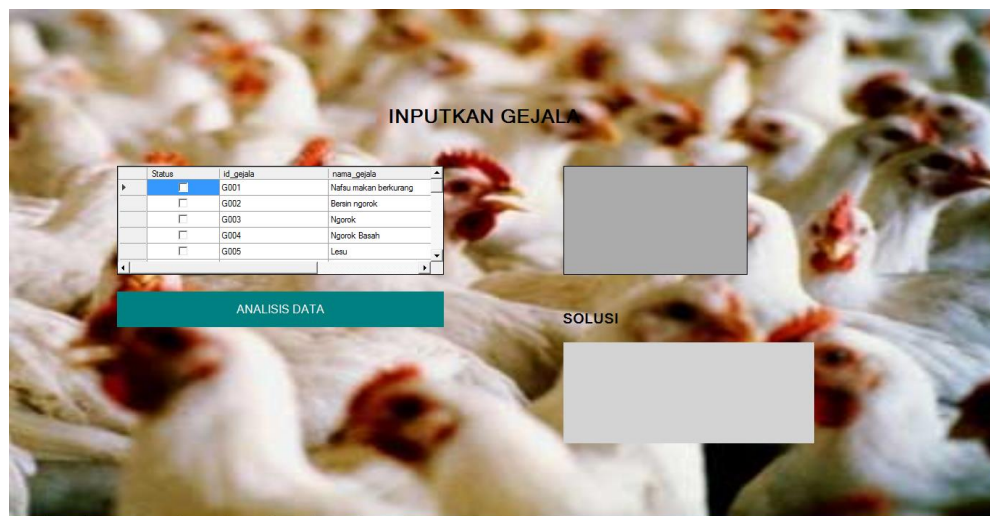 INPUTKAN GEJALA
Status id_gejala nama_gejala
G001 Nafsu makan berkurang
G002 Bersin ngorok
G003 Ngorok
G004 Ngorok Basah
G005 Lesu
ANALISIS DATA
SOLUSI